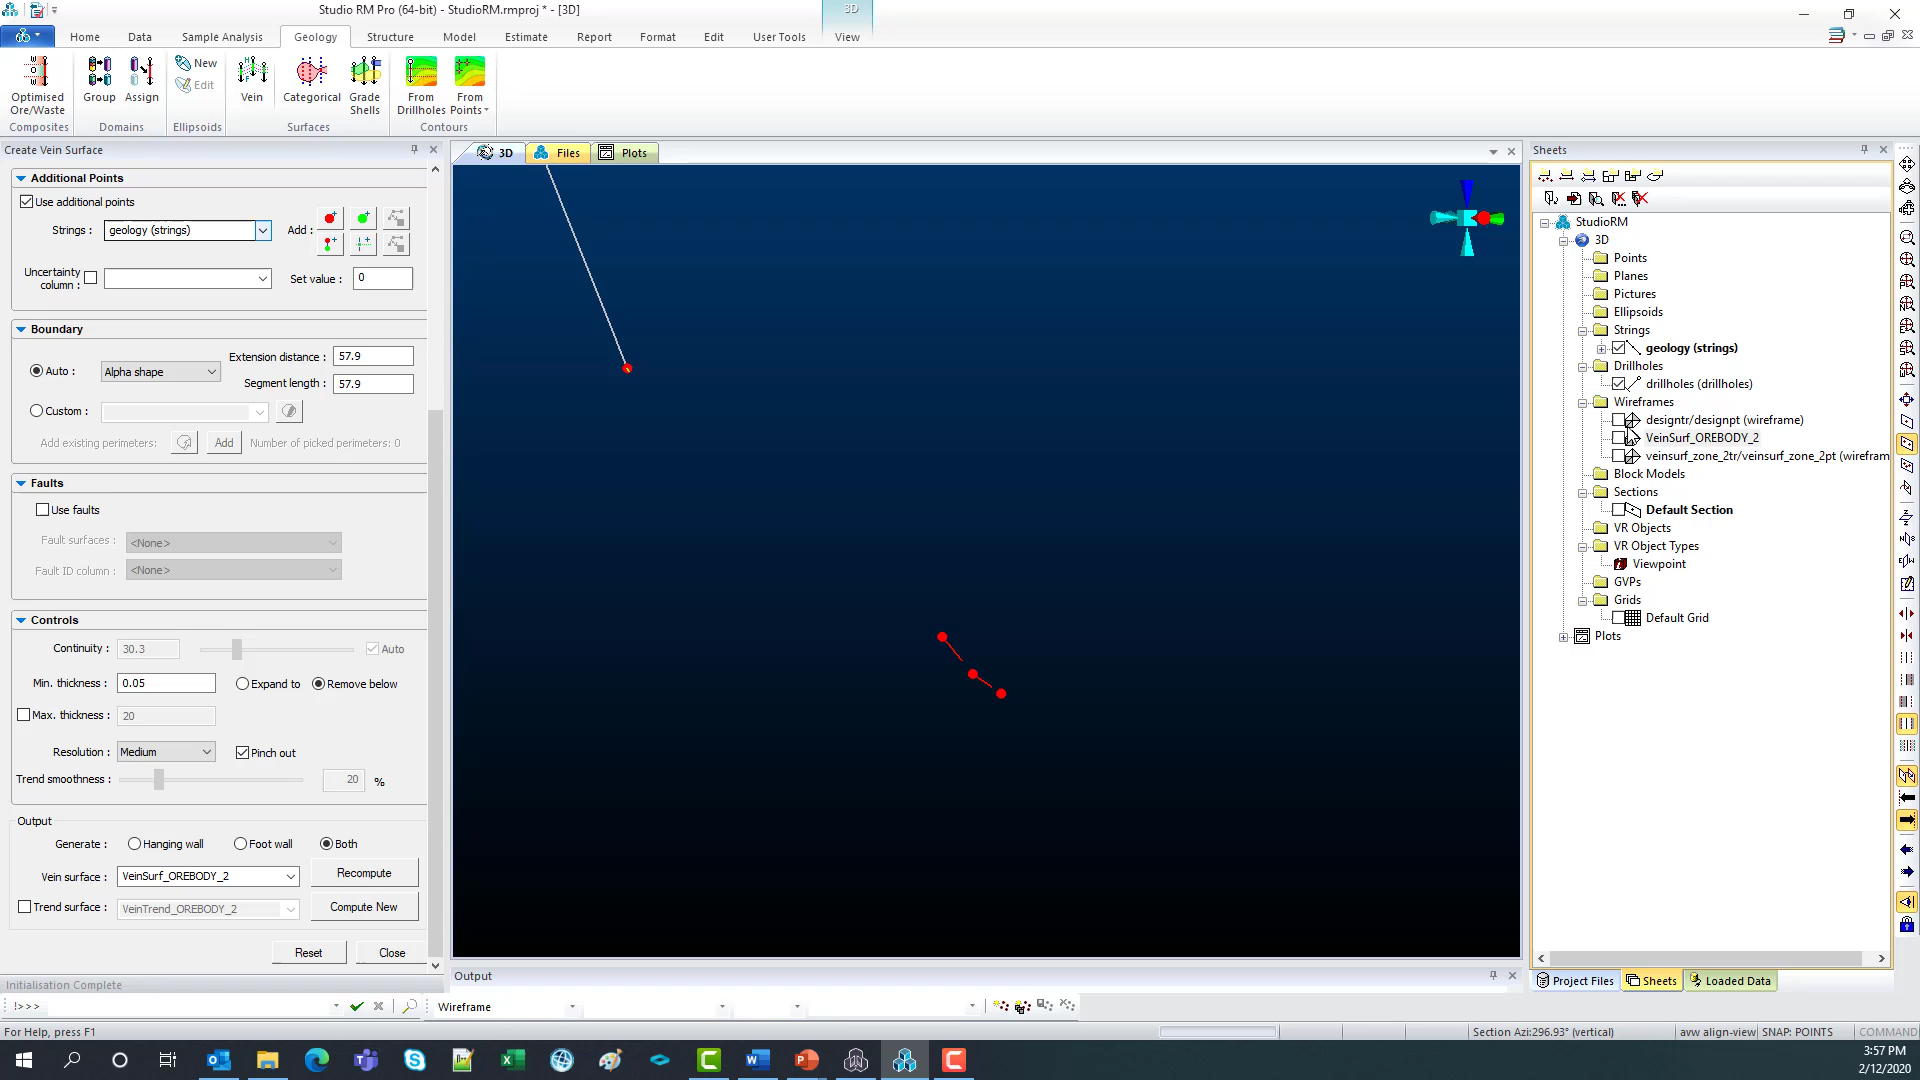 Studio RM Pro (64-bit) - StudioRM.rmproj * - [3D]
3D
Home Data Sample Analysis Geology Structure Model Estimate Report Format Edit User Tools View
Optimised Ore/Waste
Composites
Group
Assign
Domains
New
Edit
Ellipsoids
Vein
Categorical
Grade Shells
Surfaces
From Drillholes
From Points
Contours
Create Vein Surface
Additional Points
Use additional points
Strings : geology (strings) Add :
Uncertainty column : Set value : 0
Boundary
Auto : Alpha shape
Extension distance : 57.9
Segment length : 57.9
Custom :
Add existing perimeters: Add Number of picked perimeters: 0
Faults
Use faults
Fault surfaces : <None>
Fault ID column : <None>
Controls
Continuity : 30.3 Auto
Min. thickness : 0.05 Expand to Remove below
Max. thickness : 20
Resolution : Medium Pinch out
Trend smoothness : 20 %
Output
Generate : Hanging wall Foot wall Both
Vein surface : VeinSurf_OREBODY_2 Recompute
Trend surface : VeinTrend_OREBODY_2 Compute New
Reset Close
Initialisation Complete
3D Files Plots
Output
Sheets
StudioRM
3D
Points
Planes
Pictures
Ellipsoids
Strings
geology (strings)
Drillholes
drillholes (drillholes)
Wireframes
designtr/designpt (wireframe)
VeinSurf_OREBODY_2
veinsurf_zone_2tr/veinsurf_zone_2pt (wirefram
Block Models
Sections
Default Section
VR Objects
VR Object Types
Viewpoint
GVPs
Grids
Default Grid
Plots
Project Files Sheets Loaded Data
!>>> Wireframe
For Help, press F1 Section Azi:296.93° (vertical) avw align-view SNAP: POINTS COMMAND
3:57 PM
2/12/2020